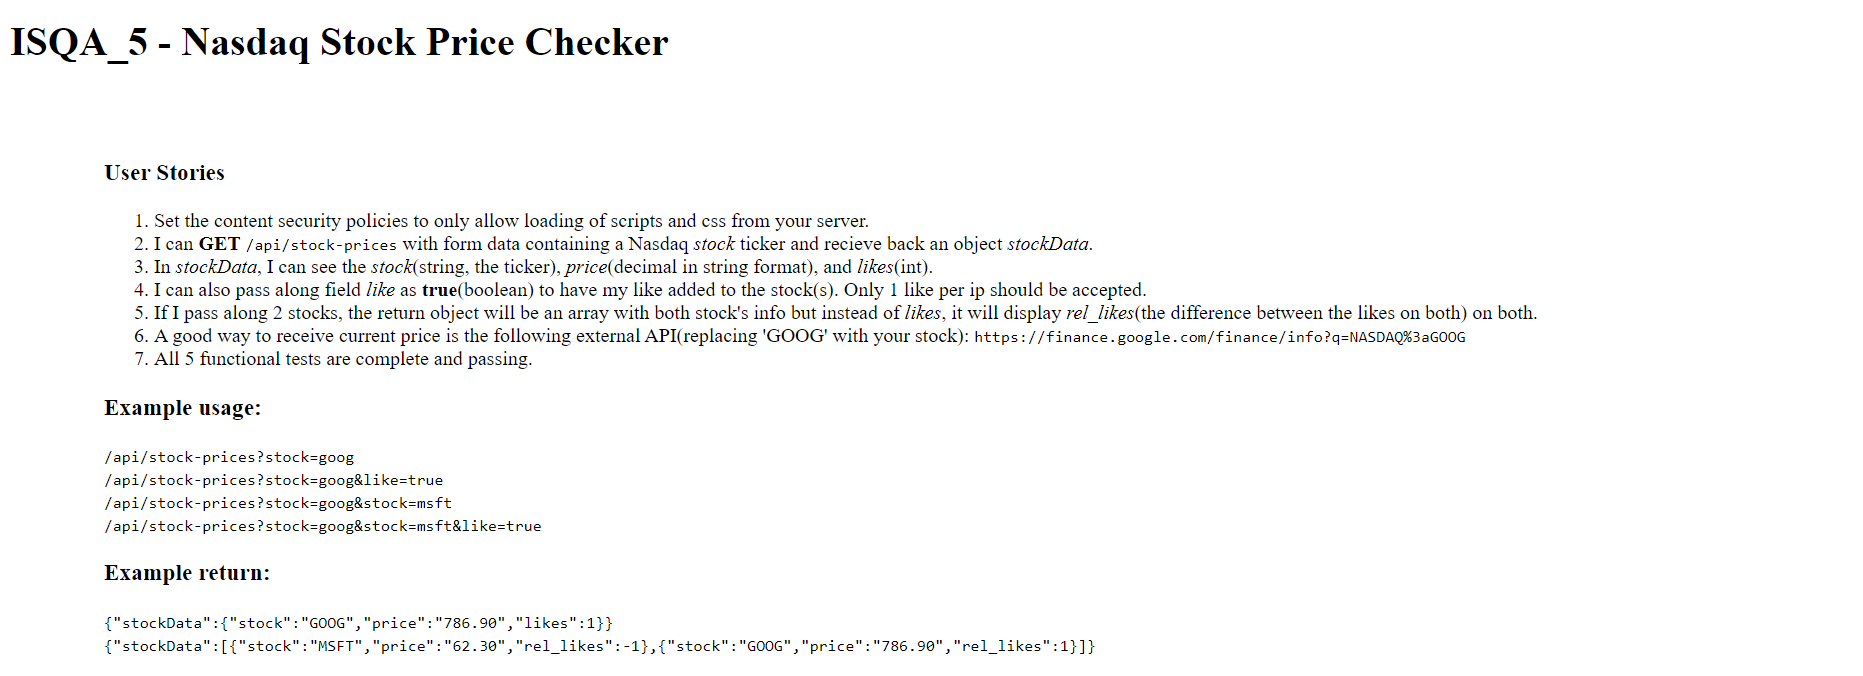 ISQA_5 - Nasdaq Stock Price Checker
User Stories
1. Set the content security policies to only allow loading of scripts and css from your server.
2. I can GET /api/stock-prices with form data containing a Nasdaq stock ticker and recieve back an object stockData.
3. In stockData, I can see the stock(string, the ticker), price(decimal in string format), and likes(int).
4. I can also pass along field like as true(boolean) to have my like added to the stock(s). Only 1 like per ip should be accepted.
5. If I pass along 2 stocks, the return object will be an array with both stock's info but instead of likes, it will display rel_likes(the difference between the likes on both) on both.
6. A good way to receive current price is the following external API(replacing 'GOOG' with your stock): https://finance.google.com/finance/info?q=NASDAQ%3aGOOG
7. All 5 functional tests are complete and passing.
Example usage:
/api/stock-prices?stock=goog
/api/stock-prices?stock=goog&like=true
/api/stock-prices?stock=goog&stock=msft
/api/stock-prices?stock=goog&stock=msft&like=true
Example return:
{"stockData":{"stock":"GOOG","price":"786.90","likes":1}}
{"stockData":[{"stock":"MSFT","price":"62.30","rel_likes":-1},{"stock":"GOOG","price":"786.90","rel_likes":1}]}